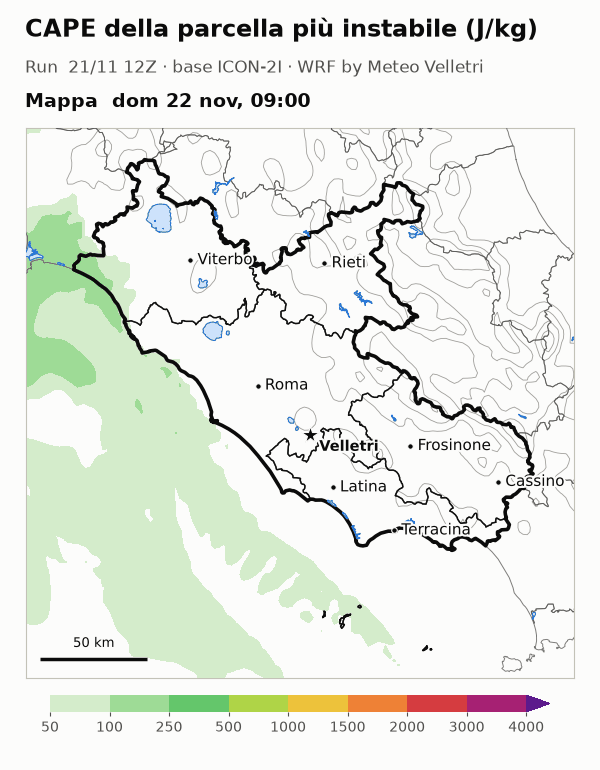 CAPE della parcella più instabile (J/kg)
Run 21/11 12Z · base ICON-2I · WRF by Meteo Velletri
Mappa dom 22 nov, 09:00
Viterbo
Rieti
Roma
Velletri
Frosinone
Latina
Cassino
Terracina
50 km
50 100 250 500 1000 1500 2000 3000 4000